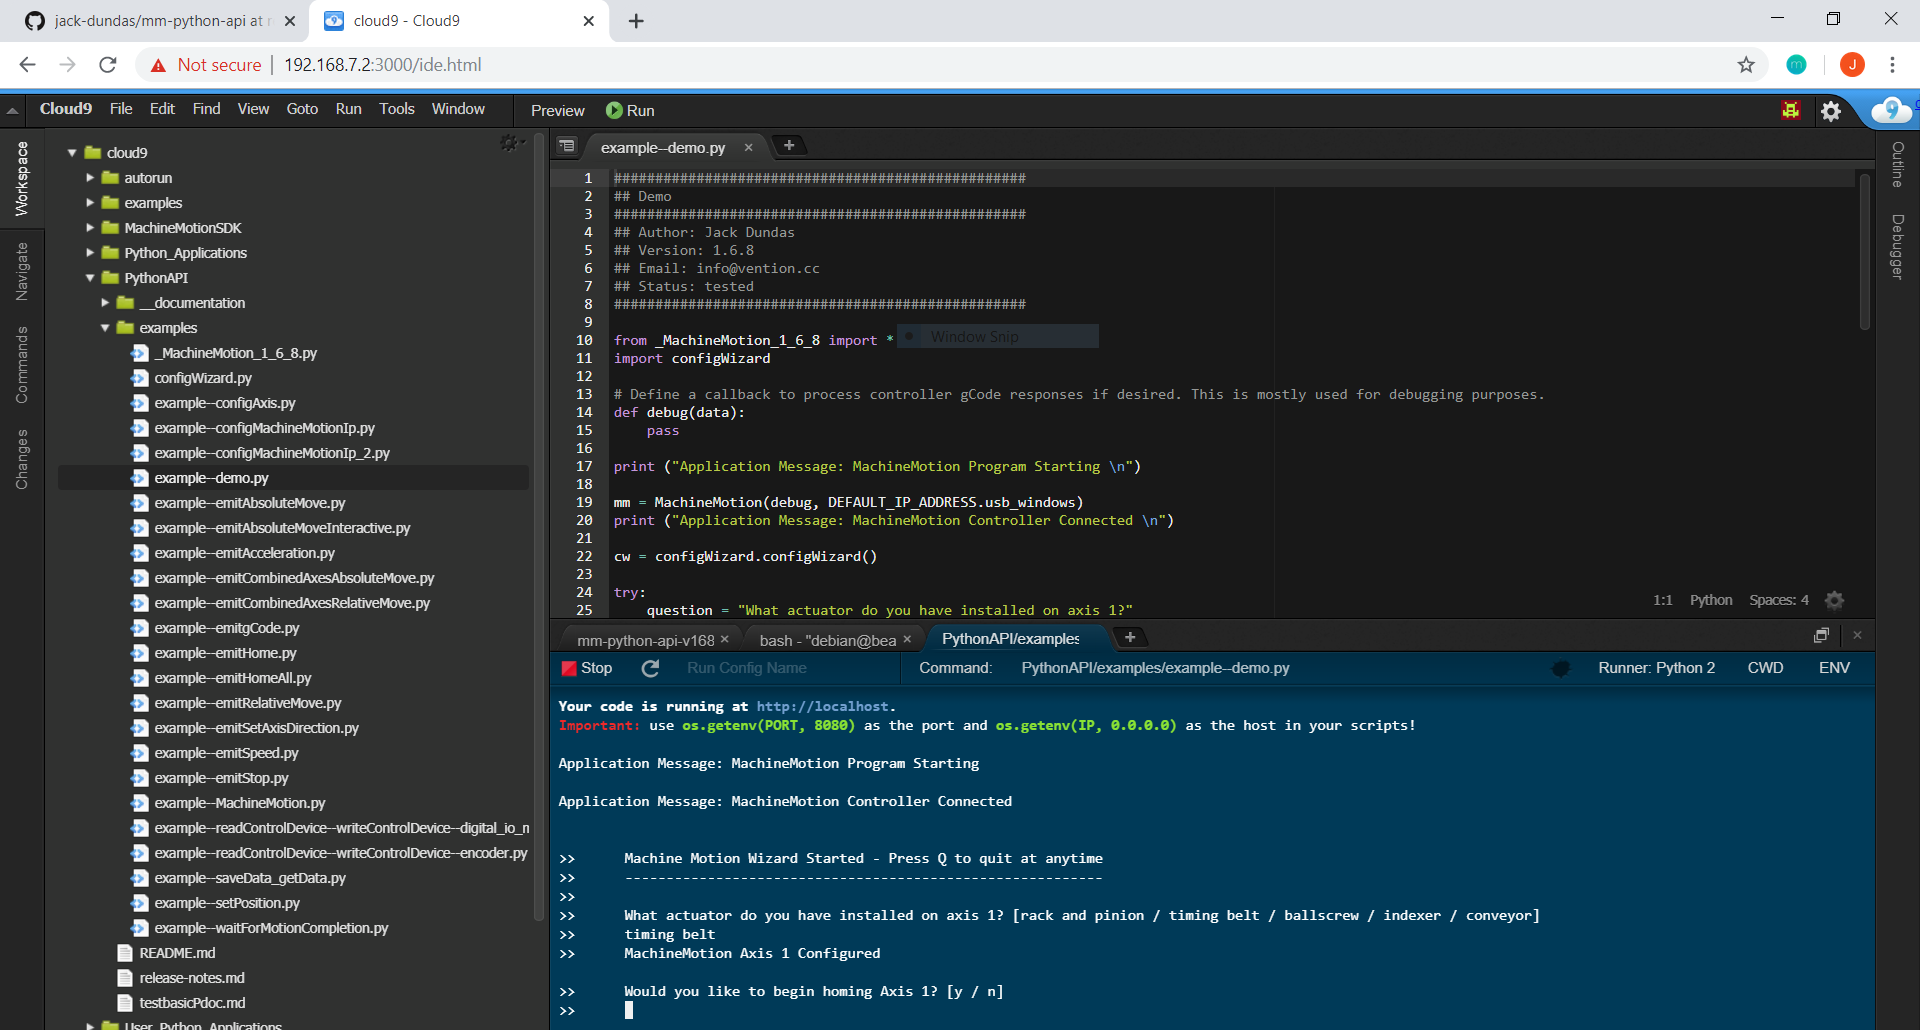 jack-dundas/mm-python-api at
cloud9 - Cloud9
Not secure
192.168.7.2:3000/ide.html
m
J
Cloud9 File Edit Find View Goto Run Tools Window Preview Run
Workspace
Navigate
Commands
Changes
cloud9
autorun
examples
MachineMotionSDK
Python_Applications
PythonAPI
__documentation
examples
_MachineMotion_1_6_8.py
configWizard.py
example--configAxis.py
example--configMachineMotionIp.py
example--configMachineMotionIp_2.py
example--demo.py
example--emitAbsoluteMove.py
example--emitAbsoluteMoveInteractive.py
example--emitAcceleration.py
example--emitCombinedAxesAbsoluteMove.py
example--emitCombinedAxesRelativeMove.py
example--emitgCode.py
example--emitHome.py
example--emitHomeAll.py
example--emitRelativeMove.py
example--emitSetAxisDirection.py
example--emitSpeed.py
example--emitStop.py
example--MachineMotion.py
example--readControlDevice--writeControlDevice--digital_io_n
example--readControlDevice--writeControlDevice--encoder.py
example--saveData_getData.py
example--setPosition.py
example--waitForMotionCompletion.py
README.md
release-notes.md
testbasicPdoc.md
User_Python_Applications
example--demo.py
1 ##################################################
2 ## Demo
3 ##################################################
4 ## Author: Jack Dundas
5 ## Version: 1.6.8
6 ## Email: info@vention.cc
7 ## Status: tested
8 ##################################################
9
10 from _MachineMotion_1_6_8 import *
Window Snip
11 import configWizard
12
13 # Define a callback to process controller gCode responses if desired. This is mostly used for debugging purposes.
14 def debug(data):
15 pass
16
17 print ("Application Message: MachineMotion Program Starting \n")
18
19 mm = MachineMotion(debug, DEFAULT_IP_ADDRESS.usb_windows)
20 print ("Application Message: MachineMotion Controller Connected \n")
21
22 cw = configWizard.configWizard()
23
24 try:
25 question = "What actuator do you have installed on axis 1?"
1:1 Python Spaces: 4
Outline
Debugger
mm-python-api-v168
bash - "debian@bea
PythonAPI/examples
Stop Run Config Name Command: PythonAPI/examples/example--demo.py Runner: Python 2 CWD ENV
Your code is running at http://localhost.
Important: use os.getenv(PORT, 8080) as the port and os.getenv(IP, 0.0.0.0) as the host in your scripts!
Application Message: MachineMotion Program Starting
Application Message: MachineMotion Controller Connected
>> Machine Motion Wizard Started - Press Q to quit at anytime
>> ----------------------------------------------------------
>>
>> What actuator do you have installed on axis 1? [rack and pinion / timing belt / ballscrew / indexer / conveyor]
>> timing belt
>> MachineMotion Axis 1 Configured
>> Would you like to begin homing Axis 1? [y / n]
>>